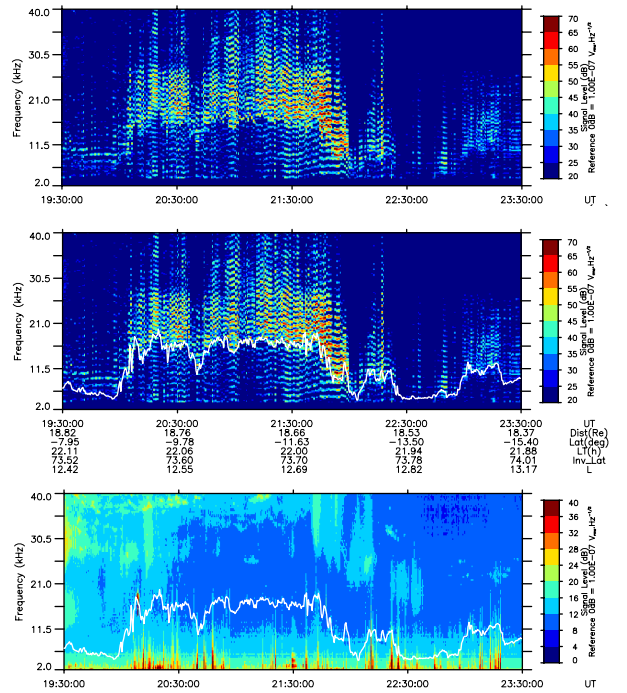 40.0
30.5
21.0
11.5
2.0
Frequency (kHz)
19:30:00 20:30:00 21:30:00 22:30:00 23:30:00 UT
70
65
60
55
50
45
40
35
30
25
20
Signal Level (dB)
Reference 0dB = 1.00E-07 Vrms.Hz-1/2
40.0
30.5
21.0
11.5
2.0
Frequency (kHz)
70
65
60
55
50
45
40
35
30
25
20
Signal Level (dB)
Reference 0dB = 1.00E-07 Vrms.Hz-1/2
19:30:00 20:30:00 21:30:00 22:30:00 23:30:00 UT
18.82 18.76 18.66 18.53 18.37 Dist(Re)
-7.95 -9.78 -11.63 -13.50 -15.40 Lat(deg)
22.11 22.06 22.00 21.94 21.88 LT(h)
73.52 73.60 73.70 73.78 74.01 Inv_Lat
12.42 12.55 12.69 12.82 13.17 L
40.0
30.5
21.0
11.5
2.0
Frequency (kHz)
40
36
32
28
24
20
16
12
8
4
0
Signal Level (dB)
Reference 0dB = 1.00E-07 Vrms.Hz-1/2
19:30:00 20:30:00 21:30:00 22:30:00 23:30:00 UT